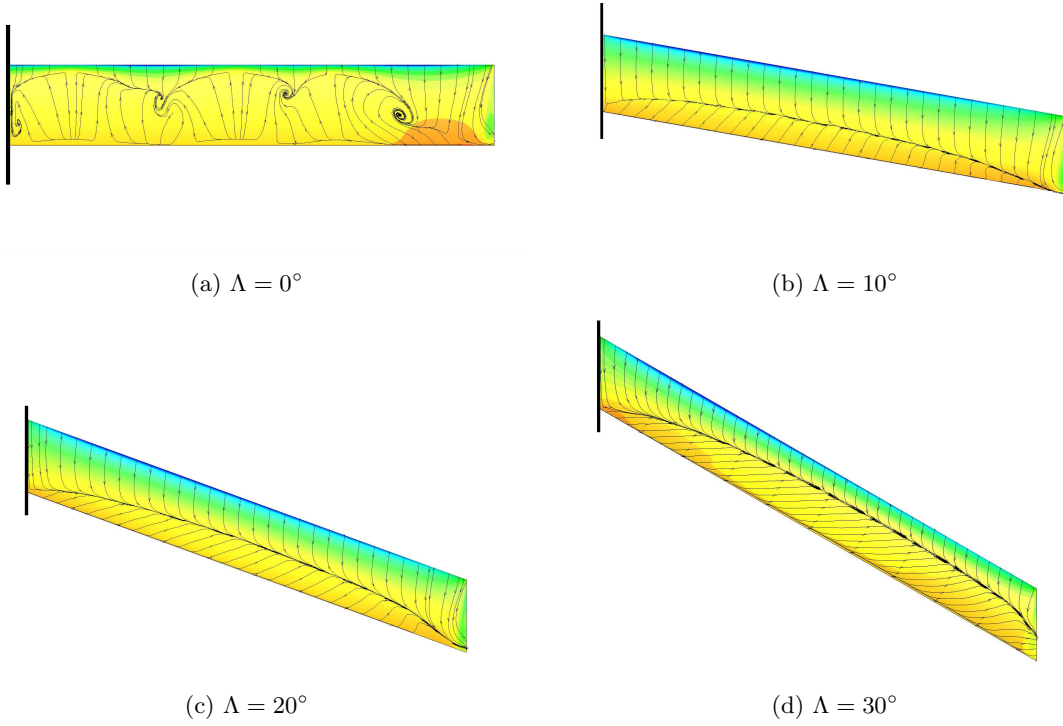 (a) Λ = 0°
(b) Λ = 10°
(c) Λ = 20°
(d) Λ = 30°